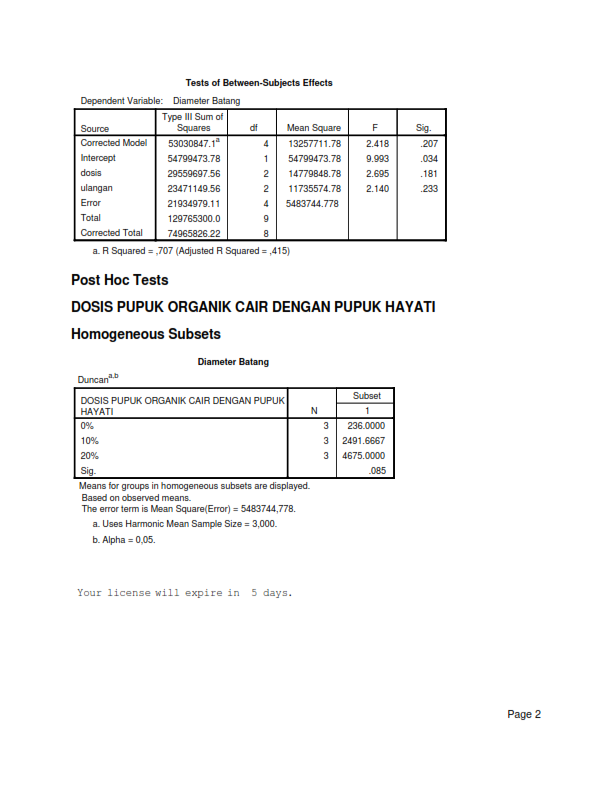 Tests of Between-Subjects Effects
Dependent Variable: Diameter Batang
Source Type III Sum of Squares df Mean Square F Sig.
Corrected Model 53030847.1a 4 13257711.78 2.418 .207
Intercept 54799473.78 1 54799473.78 9.993 .034
dosis 29559697.56 2 14779848.78 2.695 .181
ulangan 23471149.56 2 11735574.78 2.140 .233
Error 21934979.11 4 5483744.778
Total 129765300.0 9
Corrected Total 74965826.22 8
a. R Squared = ,707 (Adjusted R Squared = ,415)
Post Hoc Tests
DOSIS PUPUK ORGANIK CAIR DENGAN PUPUK HAYATI
Homogeneous Subsets
Diameter Batang
Duncana,b
DOSIS PUPUK ORGANIK CAIR DENGAN PUPUK HAYATI N Subset
1
0% 3 236.0000
10% 3 2491.6667
20% 3 4675.0000
Sig. .085
Means for groups in homogeneous subsets are displayed.
Based on observed means.
The error term is Mean Square(Error) = 5483744,778.
a. Uses Harmonic Mean Sample Size = 3,000.
b. Alpha = 0,05.
Your license will expire in 5 days.
Page 2